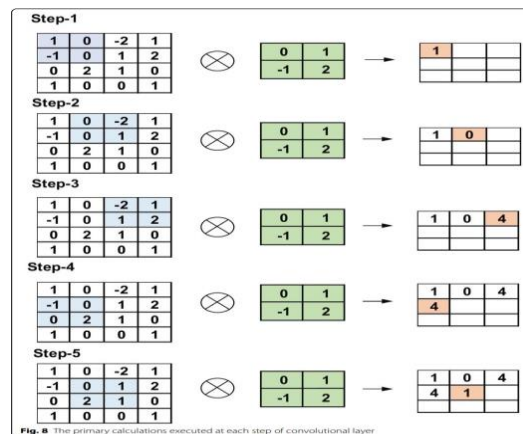 Step-1
1 0 -2 1
-1 0 1 2 0 1 1
0 2 1 0 -1 2
1 0 0 1
Step-2
1 0 -2 1
-1 0 1 2 0 1 1 0
0 2 1 0 -1 2
1 0 0 1
Step-3
1 0 -2 1
-1 0 1 2 0 1 1 0 4
0 2 1 0 -1 2
1 0 0 1
Step-4
1 0 -2 1 1 0 4
-1 0 1 2 0 1 4
0 2 1 0 -1 2
1 0 0 1
Step-5
1 0 -2 1 1 0 4
-1 0 1 2 0 1 4 1
0 2 1 0 -1 2
1 0 0 1
Fig. 8 The primary calculations executed at each step of convolutional layer